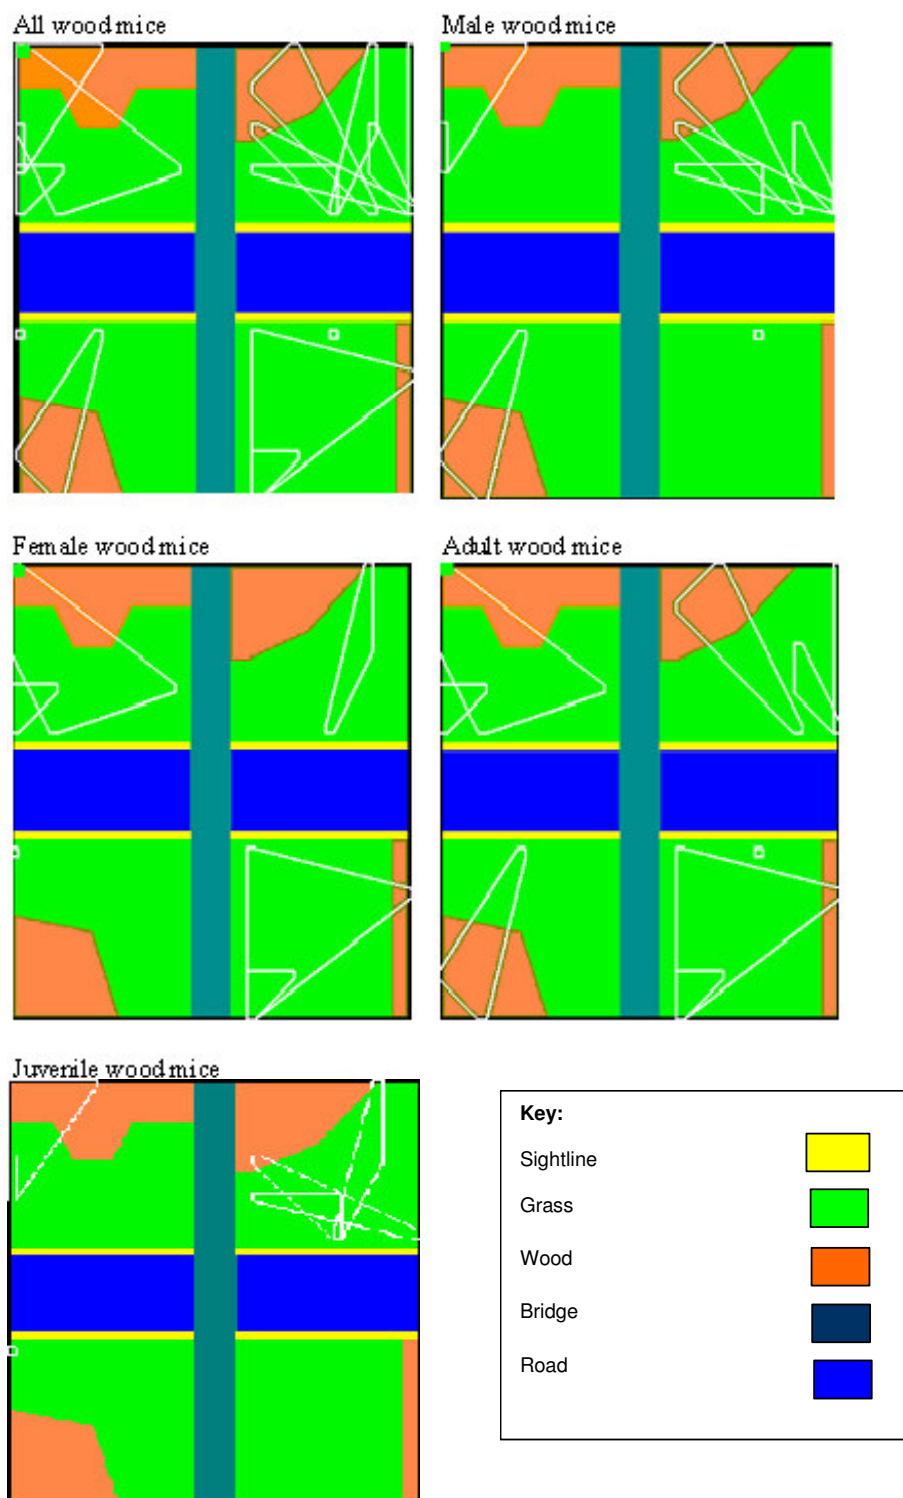 All wood mice
Male wood mice
Female wood mice
Adult wood mice
Juvenile wood mice
Key:
Sightline
Grass
Wood
Bridge
Road